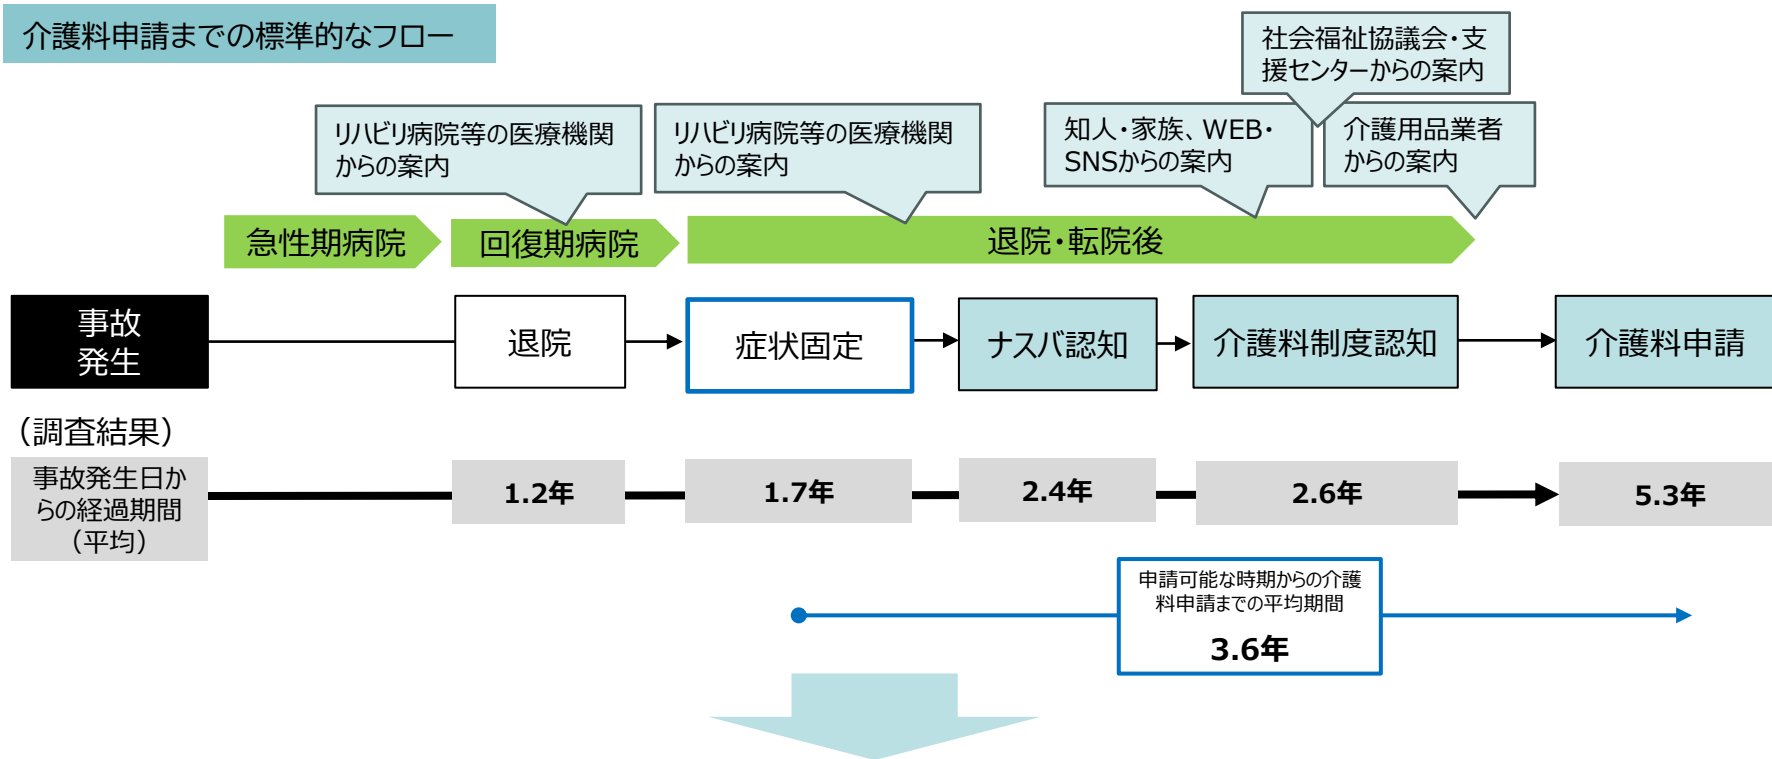 介護料申請までの標準的なフロー
社会福祉協議会・支
援センターからの案内
リハビリ病院等の医療機関
からの案内
リハビリ病院等の医療機関
からの案内
知人・家族、WEB・
SNSからの案内
介護用品業者
からの案内
急性期病院
回復期病院
退院・転院後
事故
発生
退院
症状固定
ナスバ認知
介護料制度認知
介護料申請
（調査結果）
事故発生日か
らの経過期間
（平均）
1.2年
1.7年
2.4年
2.6年
5.3年
申請可能な時期からの介護
料申請までの平均期間
3.6年